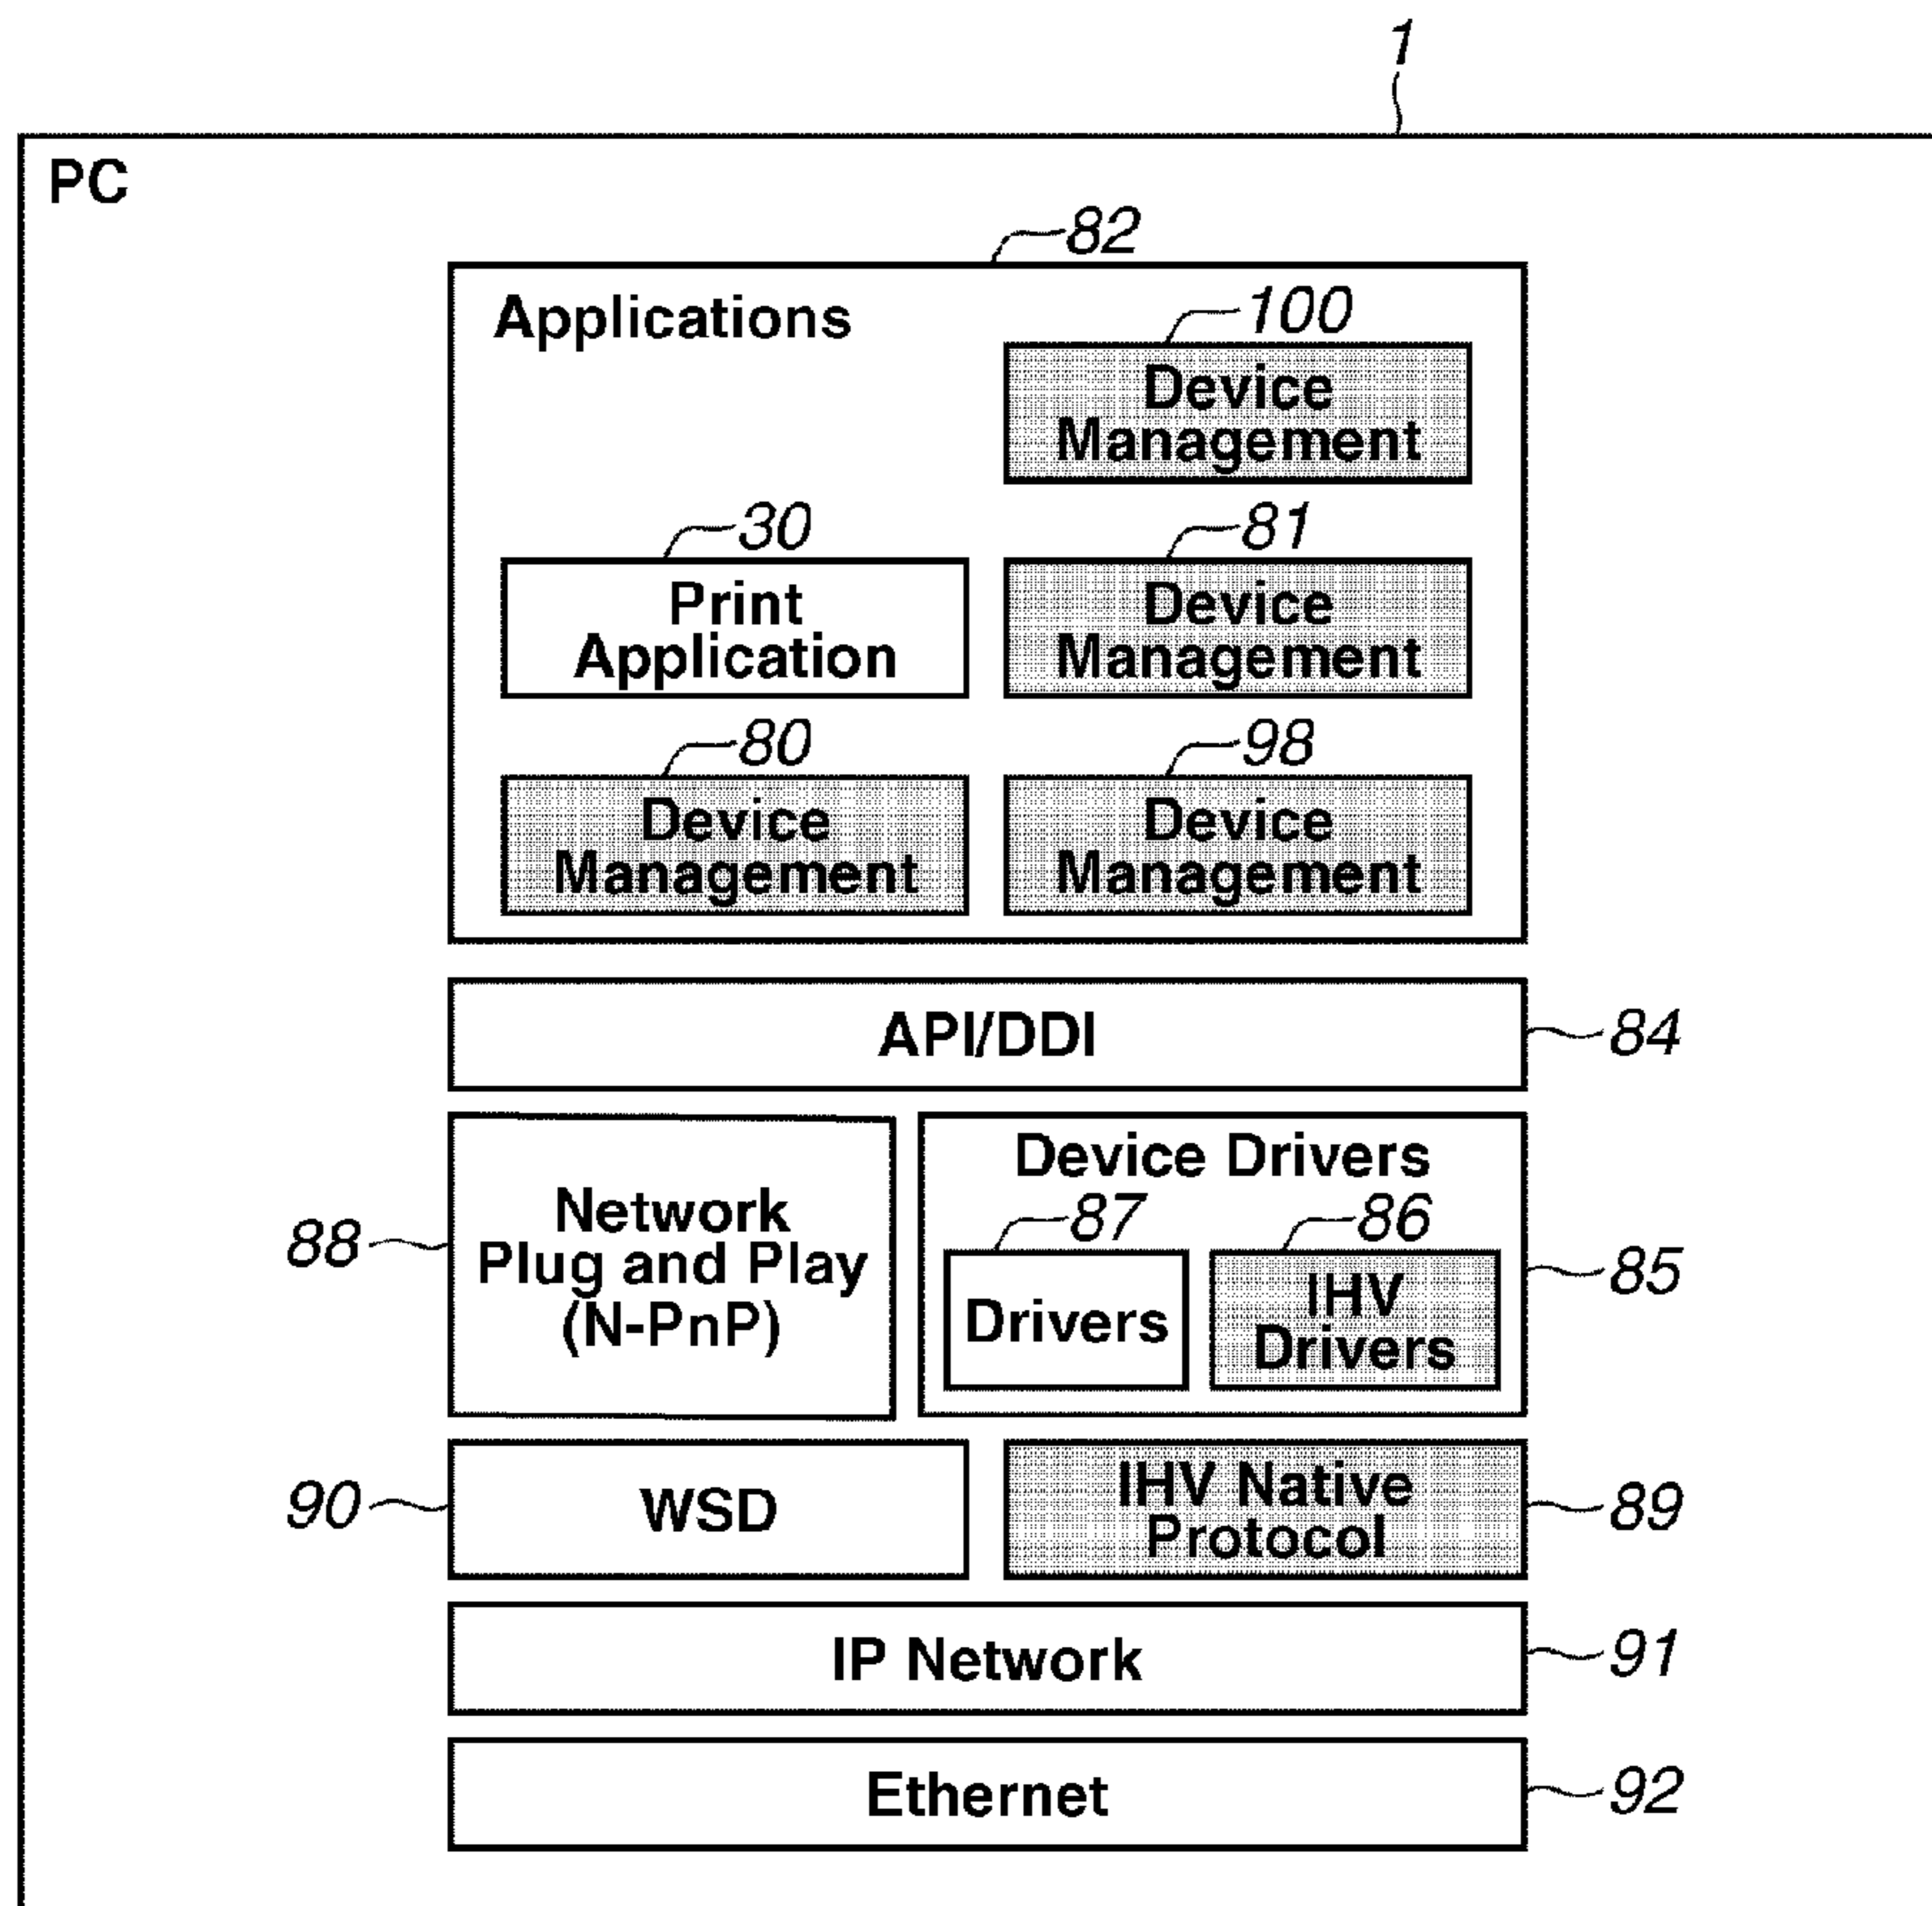 1
PC
82
Applications
100
Device
Management
30
81
Print
Application
Device
Management
80
98
Device
Management
Device
Management
API/DDI
84
Network
Plug and Play
(N-PnP)
88
Device Drivers
87
86
Drivers
IHV
Drivers
85
90
WSD
IHV Native
Protocol
89
IP Network
91
Ethernet
92